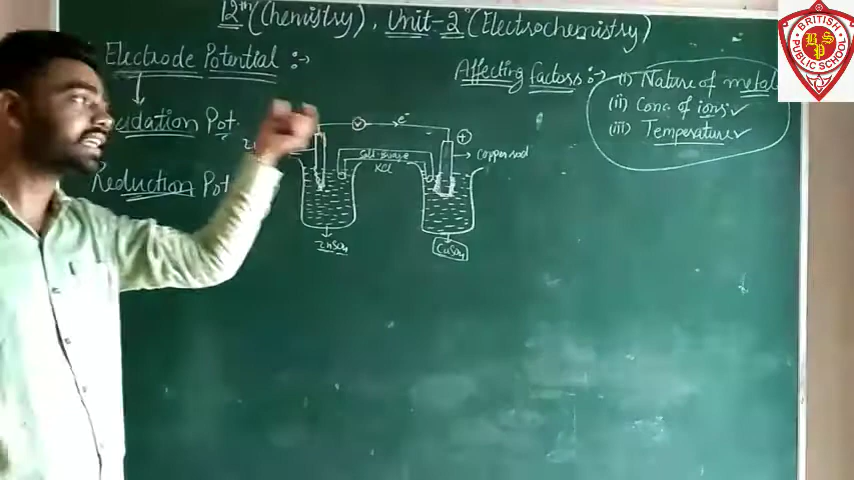 12th (Chemistry), Unit-2 (Electrochemistry)
Electrode Potential :-
Affecting factors :- (i) Nature of metal
(ii) Conc of ions ✓
(iii) Temperature ✓
Pot.
Reduction Pot
V
e⁻
+
Salt-Bridge
KCl
Copper rod
ZnSO4
CuSO4
BRITISH
BPS
PUBLIC SCHOOL